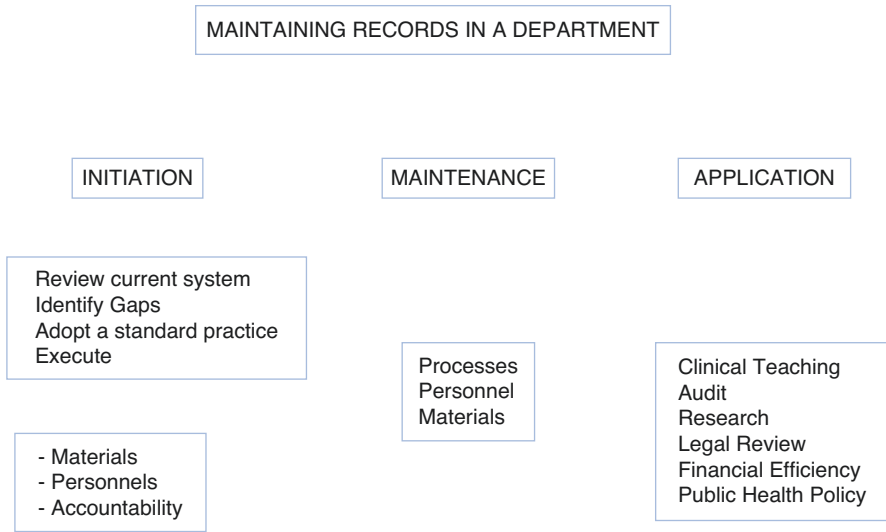 MAINTAINING RECORDS IN A DEPARTMENT
INITIATION
MAINTENANCE
APPLICATION
Review current system
Identify Gaps
Adopt a standard practice
Execute
- Materials
- Personnels
- Accountability
Processes
Personnel
Materials
Clinical Teaching
Audit
Research
Legal Review
Financial Efficiency
Public Health Policy